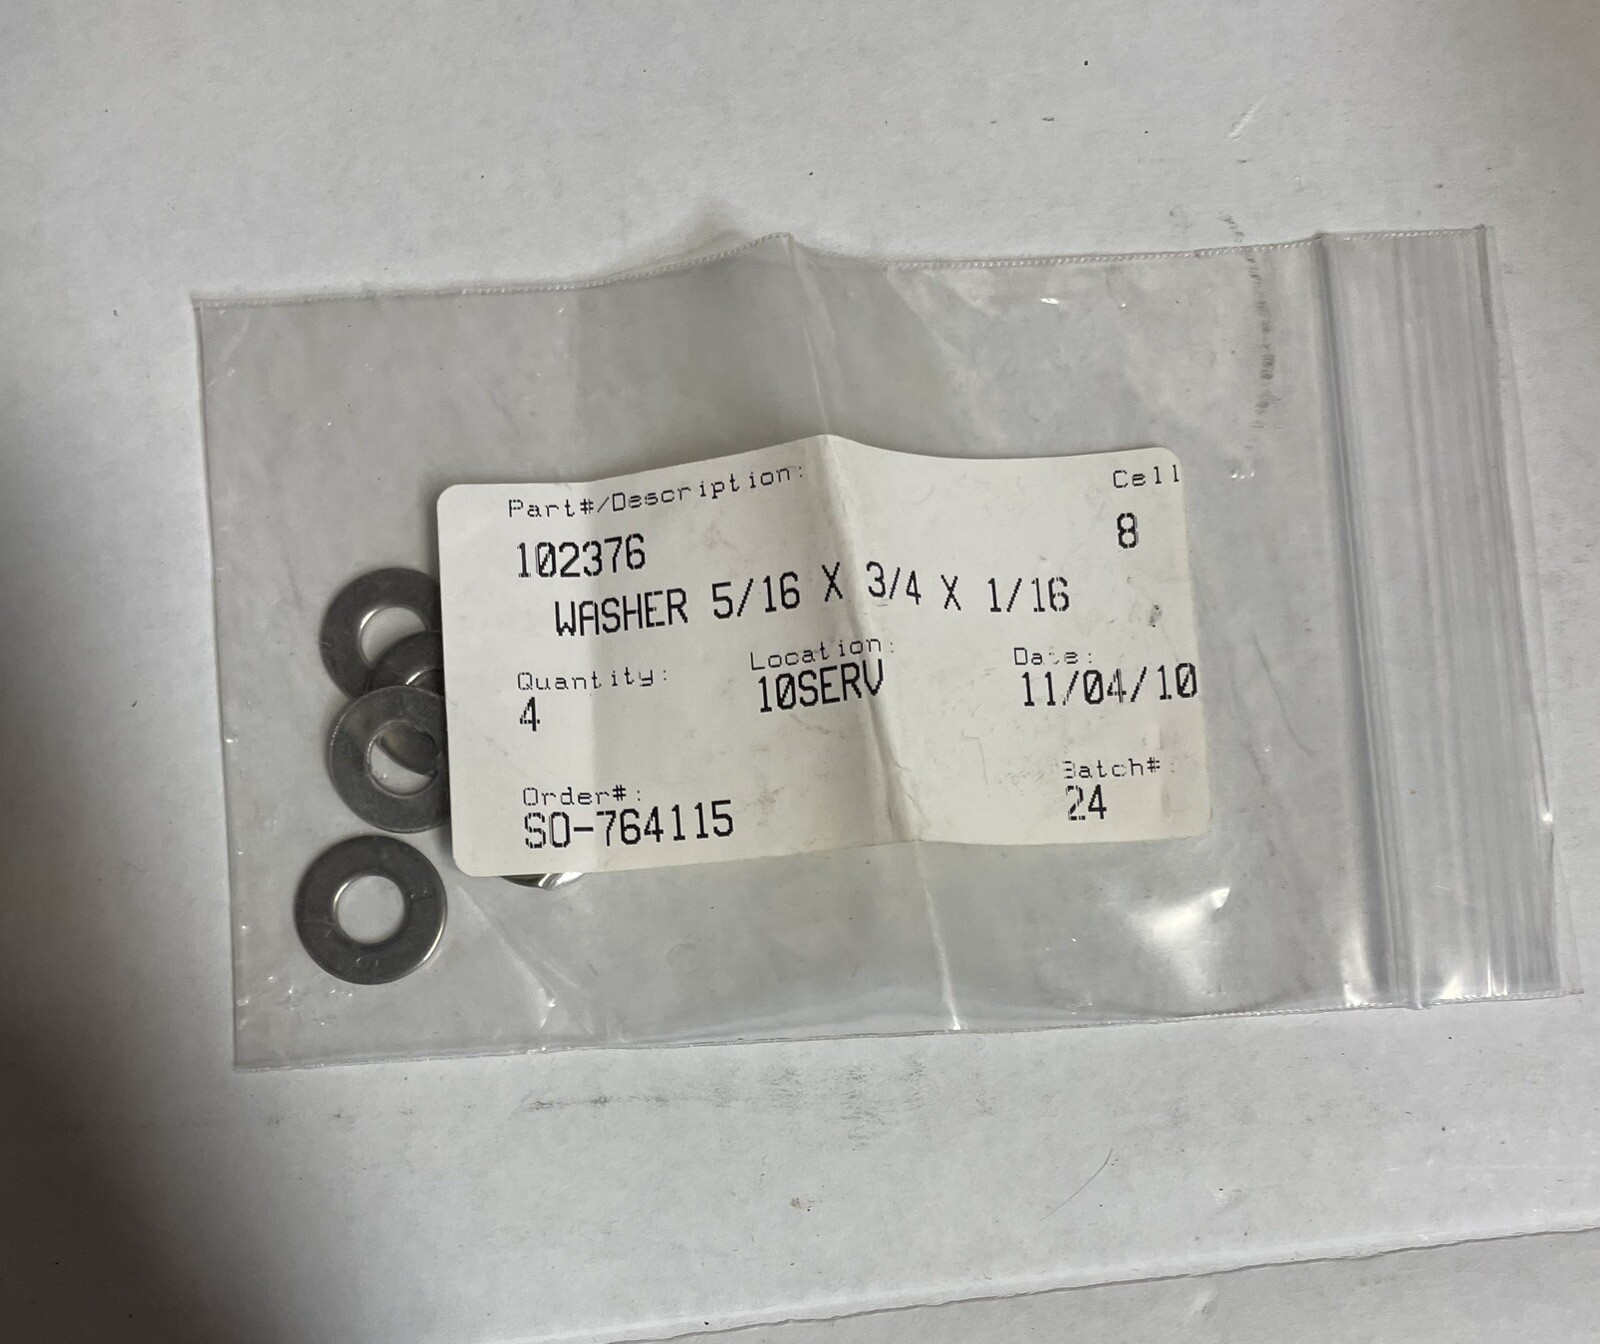 Part#/Description:
Cell
102376
8
WASHER 5/16 X 3/4 X 1/16
Quantity:
Location:
Date:
4
10SERV
11/04/10
Order#:
Batch#:
SO-764115
24